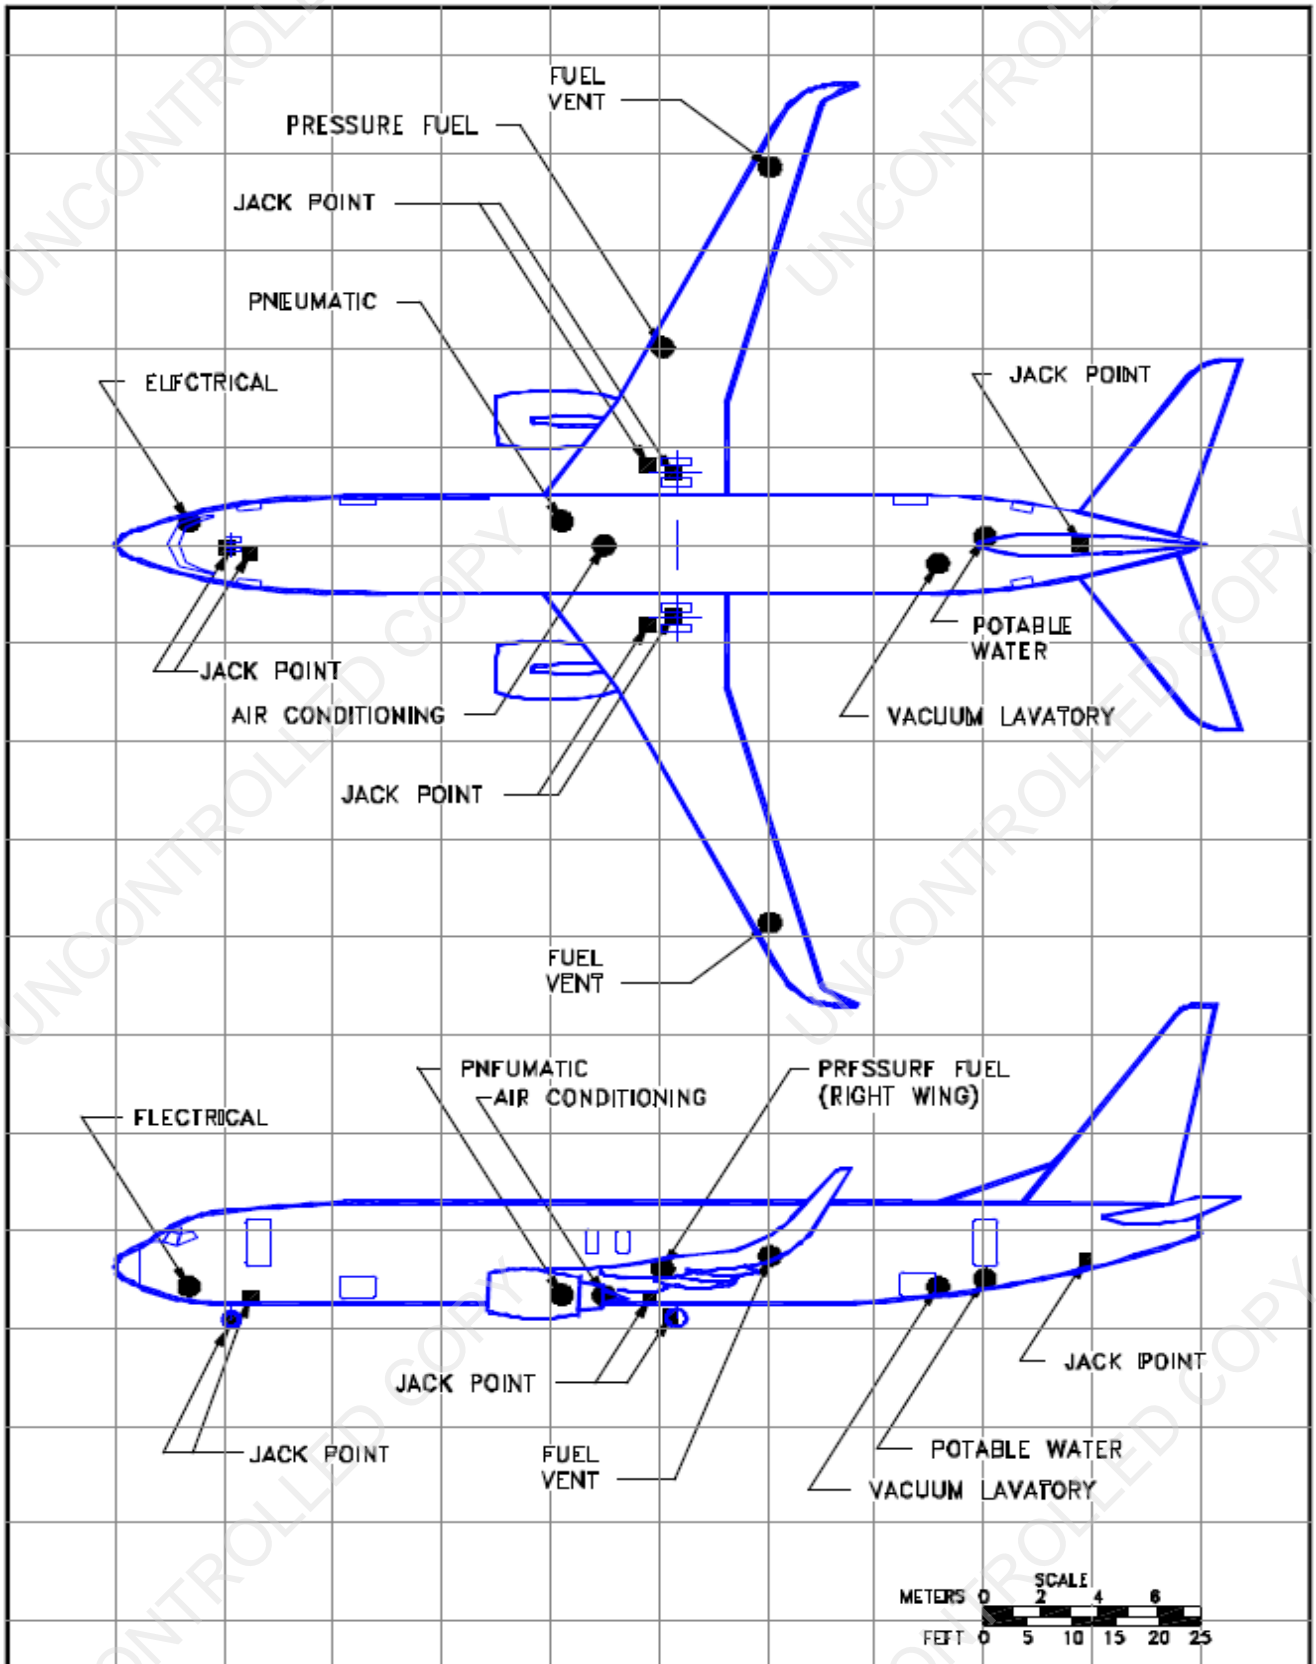 FUEL
VENT
PRESSURE FUEL
JACK POINT
PNEUMATIC
ELECTRICAL
JACK POINT
POTABLE
WATER
JACK POINT
AIR CONDITIONING
VACUUM LAVATORY
JACK POINT
FUEL
VENT
PNEUMATIC
AIR CONDITIONING
PRESSURE FUEL
(RIGHT WING)
ELECTRICAL
JACK POINT
JACK POINT
JACK POINT
FUEL
VENT
POTABLE WATER
VACUUM LAVATORY
SCALE
METERS 0 2 4 6
FEET 0 5 10 15 20 25
UNCONTROLLED COPY
UNCONTROLLED COPY